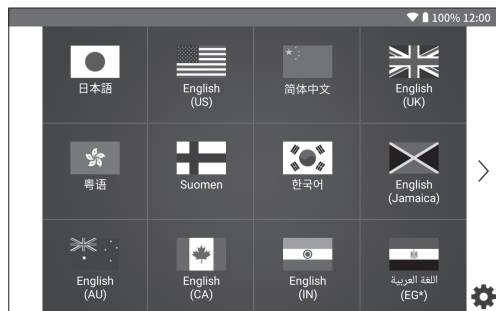 100% 12:00
日本語
English
(US)
简体中文
English
(UK)
粤语
Suomen
한국어
English
(Jamaica)
English
(AU)
English
(CA)
English
(IN)
اللغة العربية
(EG*)